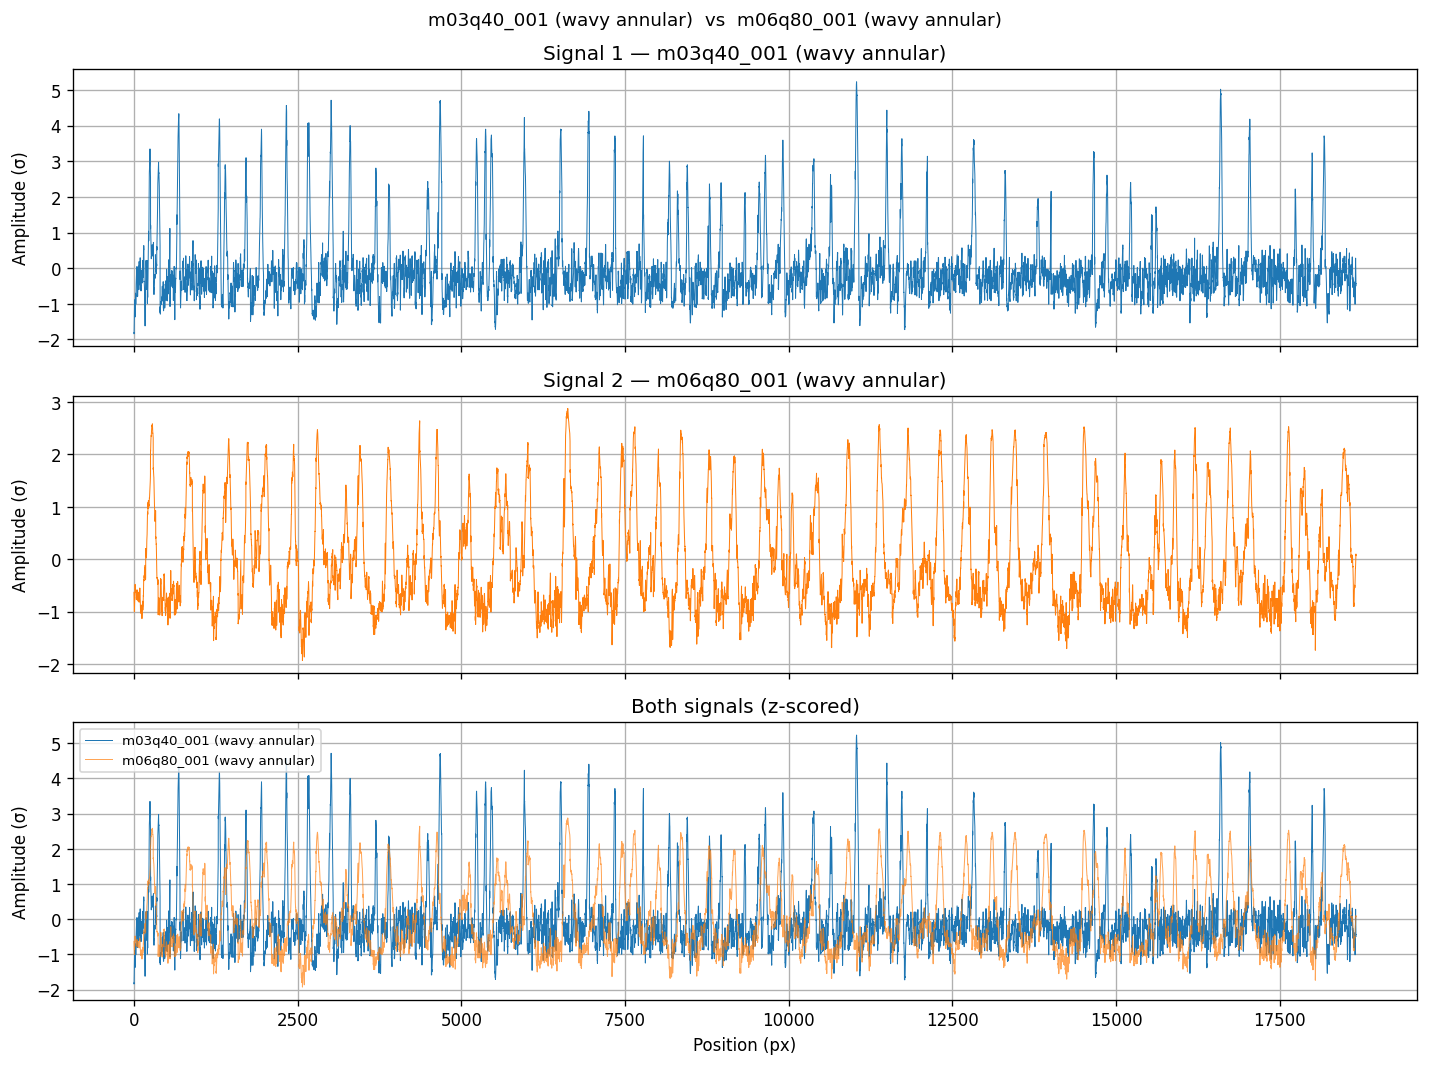 m03q40_001 (wavy annular)  vs  m06q80_001 (wavy annular)
Signal 1 — m03q40_001 (wavy annular)
Amplitude (σ)
5
4
3
2
1
0
−1
−2
Signal 2 — m06q80_001 (wavy annular)
Amplitude (σ)
3
2
1
0
−1
−2
Both signals (z-scored)
m03q40_001 (wavy annular)
m06q80_001 (wavy annular)
Amplitude (σ)
5
4
3
2
1
0
−1
−2
0 2500 5000 7500 10000 12500 15000 17500
Position (px)